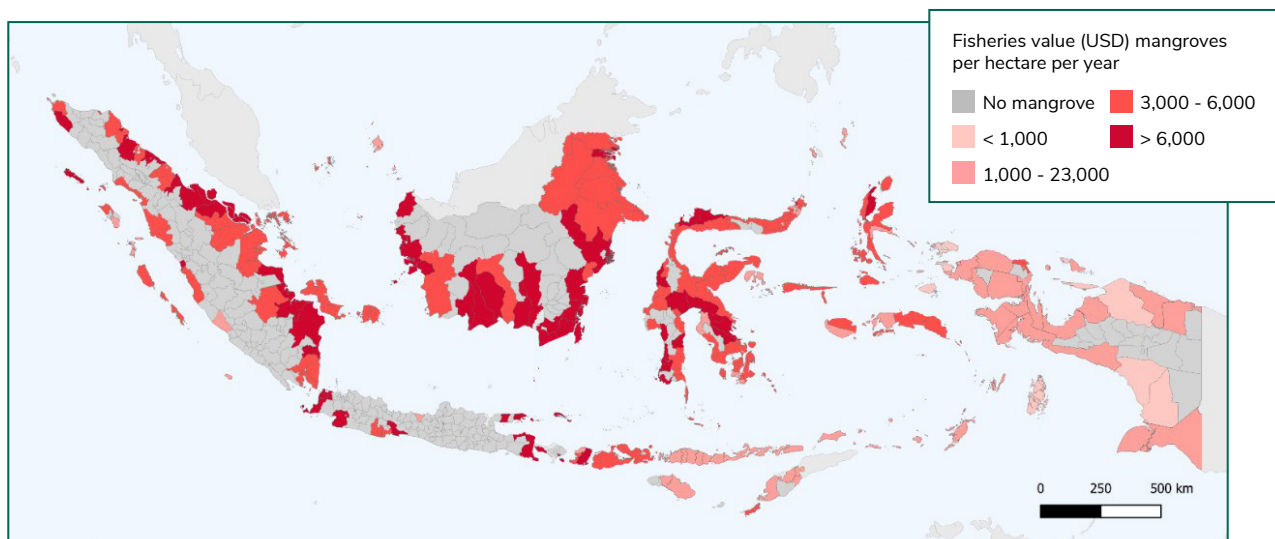 Fisheries value (USD) mangroves
per hectare per year
No mangrove
3,000 - 6,000
< 1,000
> 6,000
1,000 - 23,000
0 250 500 km